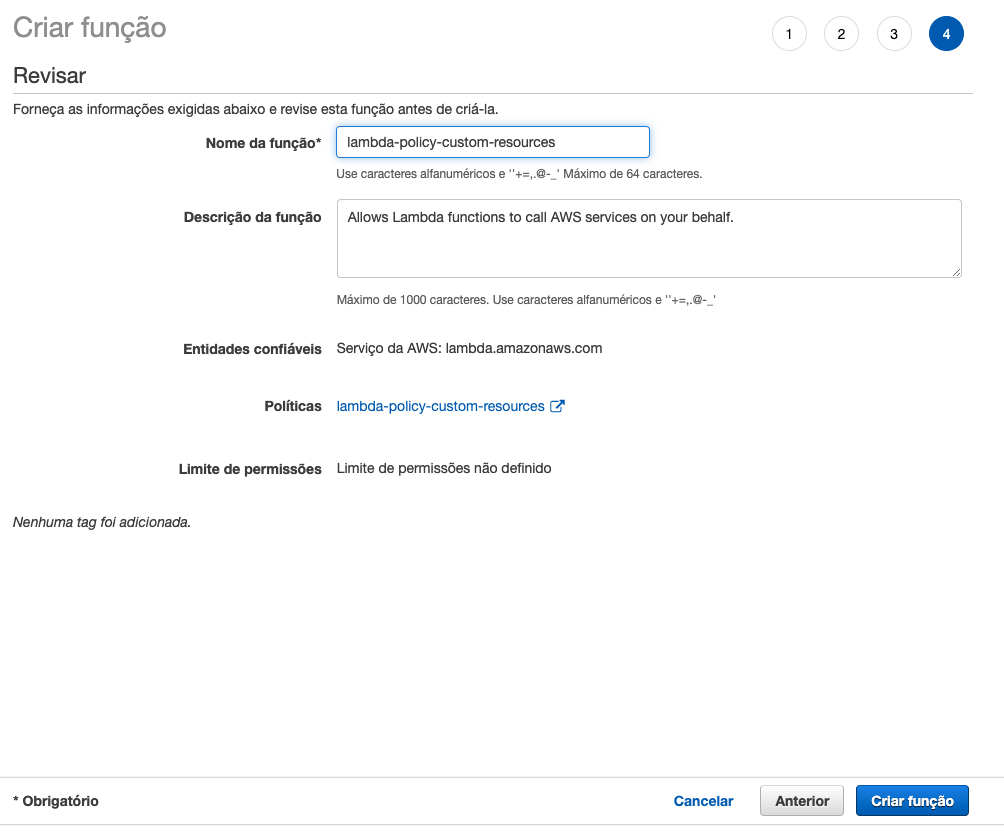 Criar função
1 2 3 4
Revisar
Forneça as informações exigidas abaixo e revise esta função antes de criá-la.
Nome da função* lambda-policy-custom-resources
Use caracteres alfanuméricos e ''+=,.@-_' Máximo de 64 caracteres.
Descrição da função Allows Lambda functions to call AWS services on your behalf.
Máximo de 1000 caracteres. Use caracteres alfanuméricos e ''+=,.@-_'
Entidades confiáveis Serviço da AWS: lambda.amazonaws.com
Políticas lambda-policy-custom-resources
Limite de permissões Limite de permissões não definido
Nenhuma tag foi adicionada.
* Obrigatório Cancelar Anterior Criar função